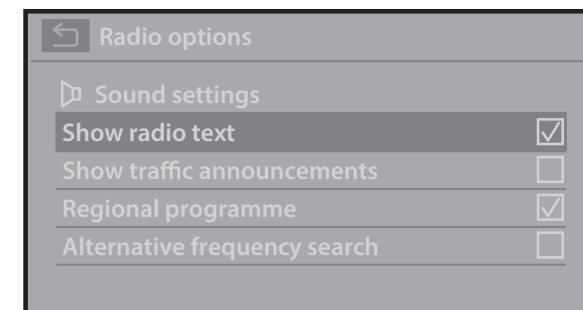 Radio options
Sound settings
Show radio text
Show traffic announcements
Regional programme
Alternative frequency search